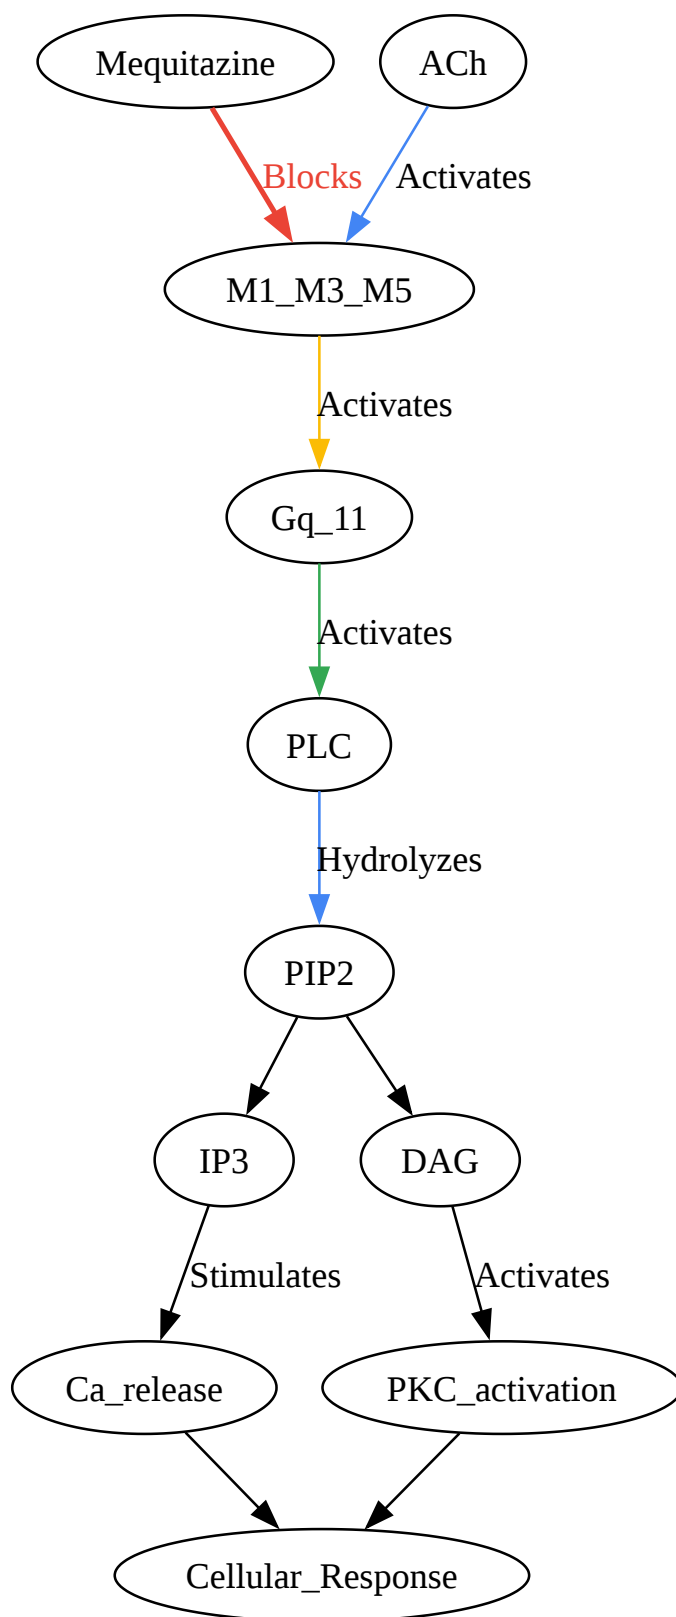 Mequitazine
ACh
Blocks
Activates
M1_M3_M5
Activates
Gq_11
Activates
PLC
Hydrolyzes
PIP2
IP3
DAG
Stimulates
Activates
Ca_release
PKC_activation
Cellular_Response